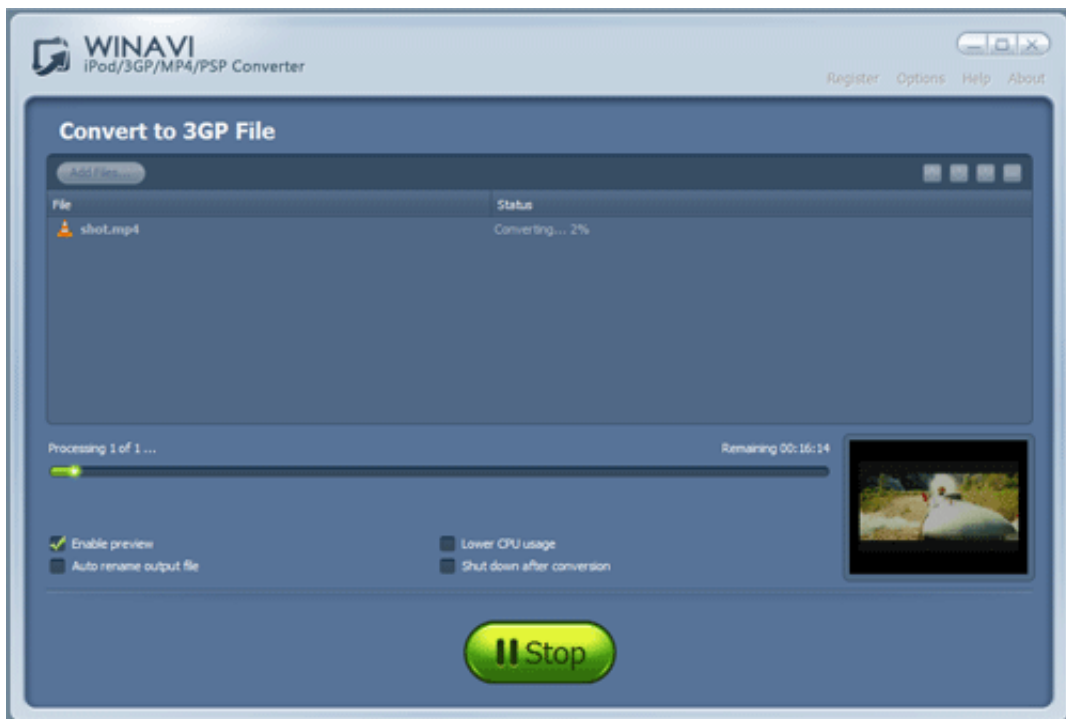 WINAVI
iPod/3GP/MP4/PSP Converter
Register Options Help About
Convert to 3GP File
Add Files...
File Status
shot.mp4 Converting... 2%
Processing 1 of 1 ... Remaining 00:16:14
Enable preview Lower CPU usage
Auto rename output file Shut down after conversion
Stop